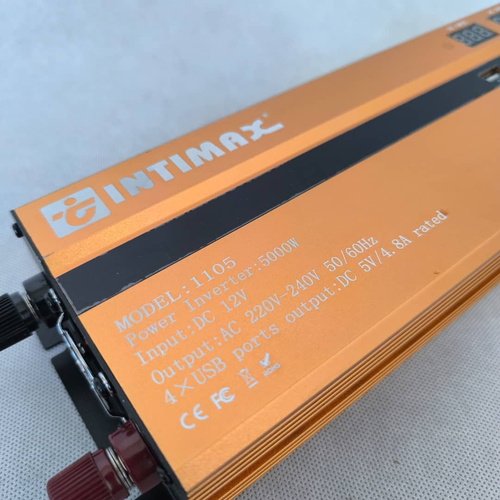 INTIMAX®
MODEL:1105
Power Inverter:5000W
Input:DC 12V
Output:AC 220V-240V 50/60Hz
4×USB ports output:DC 5V/4.8A rated
CE FC